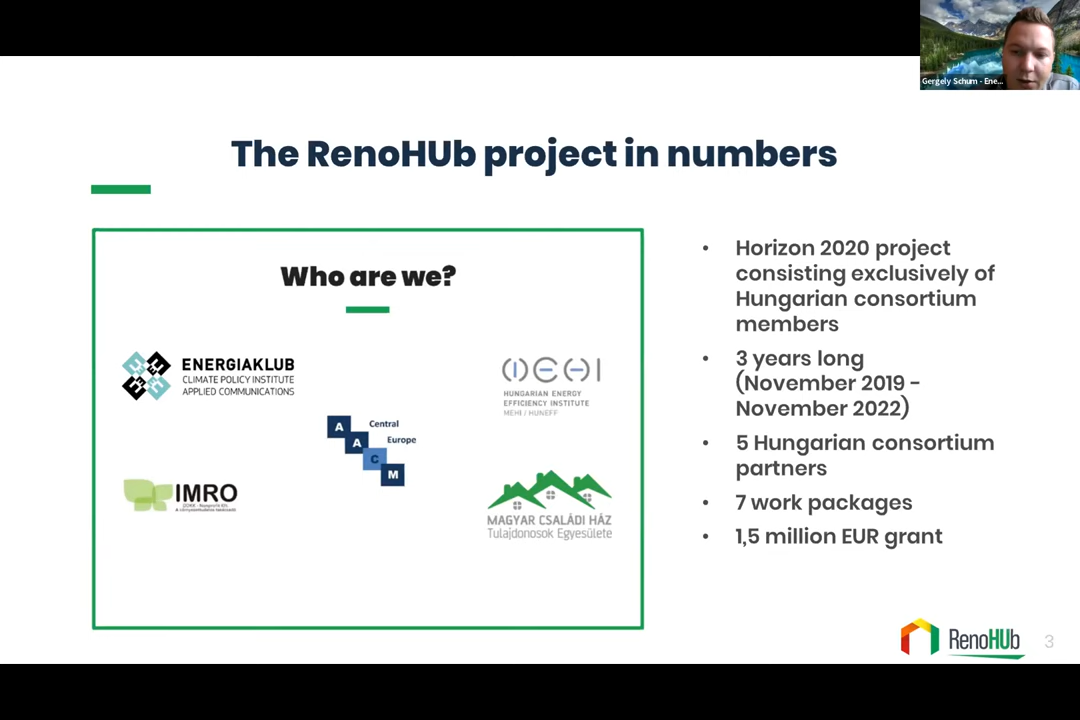 Gergely Schum - Ene...
The RenoHUb project in numbers
Who are we?
ENERGIAKLUB
CLIMATE POLICY INSTITUTE
APPLIED COMMUNICATIONS
MEHI
HUNGARIAN ENERGY
EFFICIENCY INSTITUTE
MEHI / HUNEFF
A Central
A Europe
C
M
IMRO
MAGYAR CSALÁDI HÁZ
Tulajdonosok Egyesülete
• Horizon 2020 project
consisting exclusively of
Hungarian consortium
members
• 3 years long
(November 2019 -
November 2022)
• 5 Hungarian consortium
partners
• 7 work packages
• 1,5 million EUR grant
RenoHUb
3